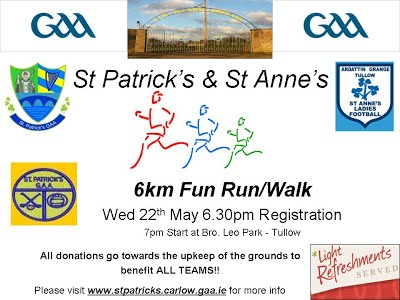 GAA
GAA
St. Patrick's GAA
St Patrick's & St Anne's
ARDATTIN GRANGE
TULLOW
ST ANNE'S
LADIES
FOOTBALL
ST. PATRICK'S
G.A.A.
6km Fun Run/Walk
Wed 22th May 6.30pm Registration
7pm Start at Bro. Leo Park - Tullow
All donations go towards the upkeep of the grounds to
benefit ALL TEAMS!!
Please visit www.stpatricks.carlow.gaa.ie for more info
Light
Refreshments
SERVED